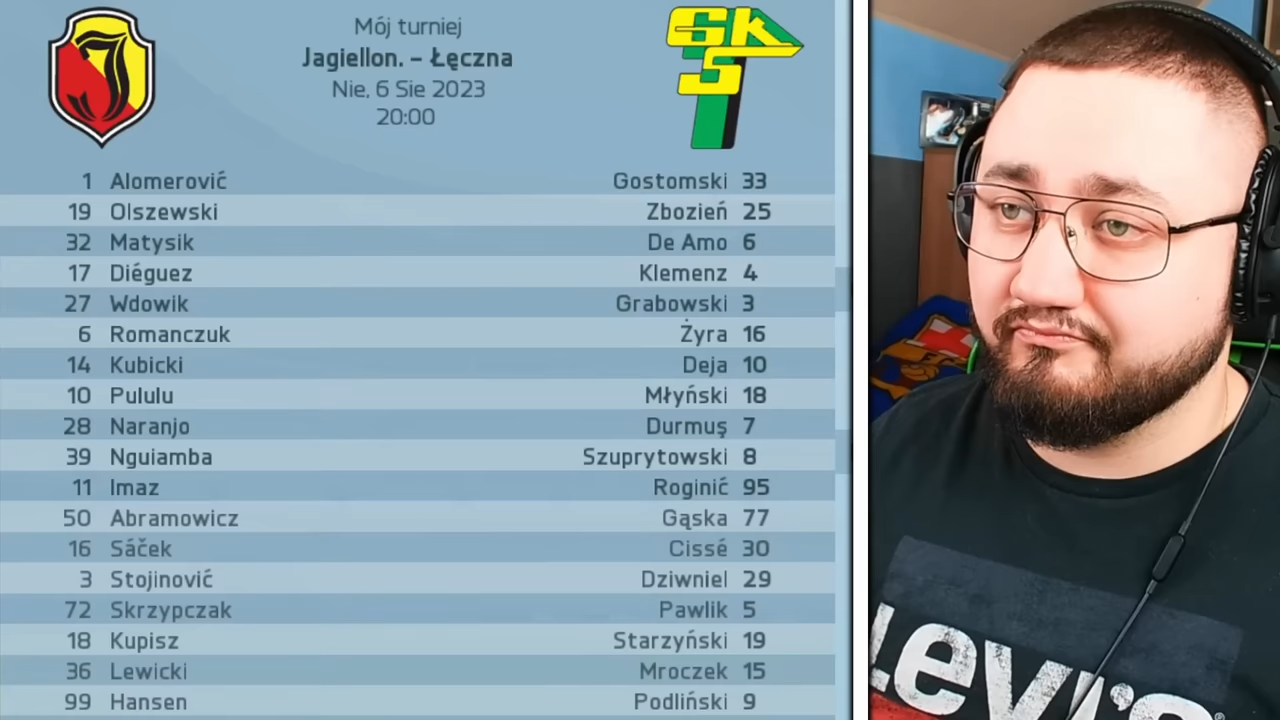 Mój turniej
Jagiellon. - Łęczna
Nie, 6 Sie 2023
20:00
J
GKS
1 Alomerović Gostomski 33
19 Olszewski Zbozień 25
32 Matysik De Amo 6
17 Diéguez Klemenz 4
27 Wdowik Grabowski 3
6 Romanczuk Żyra 16
14 Kubicki Deja 10
10 Pululu Młyński 18
28 Naranjo Durmuş 7
39 Nguiamba Szuprytowski 8
11 Imaz Roginić 95
50 Abramowicz Gąska 77
16 Sáček Cissé 30
3 Stojinović Dziwniel 29
72 Skrzypczak Pawlik 5
18 Kupisz Starzyński 19
36 Lewicki Mroczek 15
99 Hansen Podliński 9
Levi's